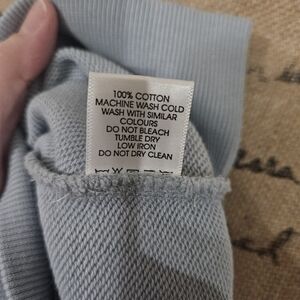 100% COTTON
MACHINE WASH COLD
WASH WITH SIMILAR
COLOURS
DO NOT BLEACH
TUMBLE DRY
LOW IRON
DO NOT DRY CLEAN